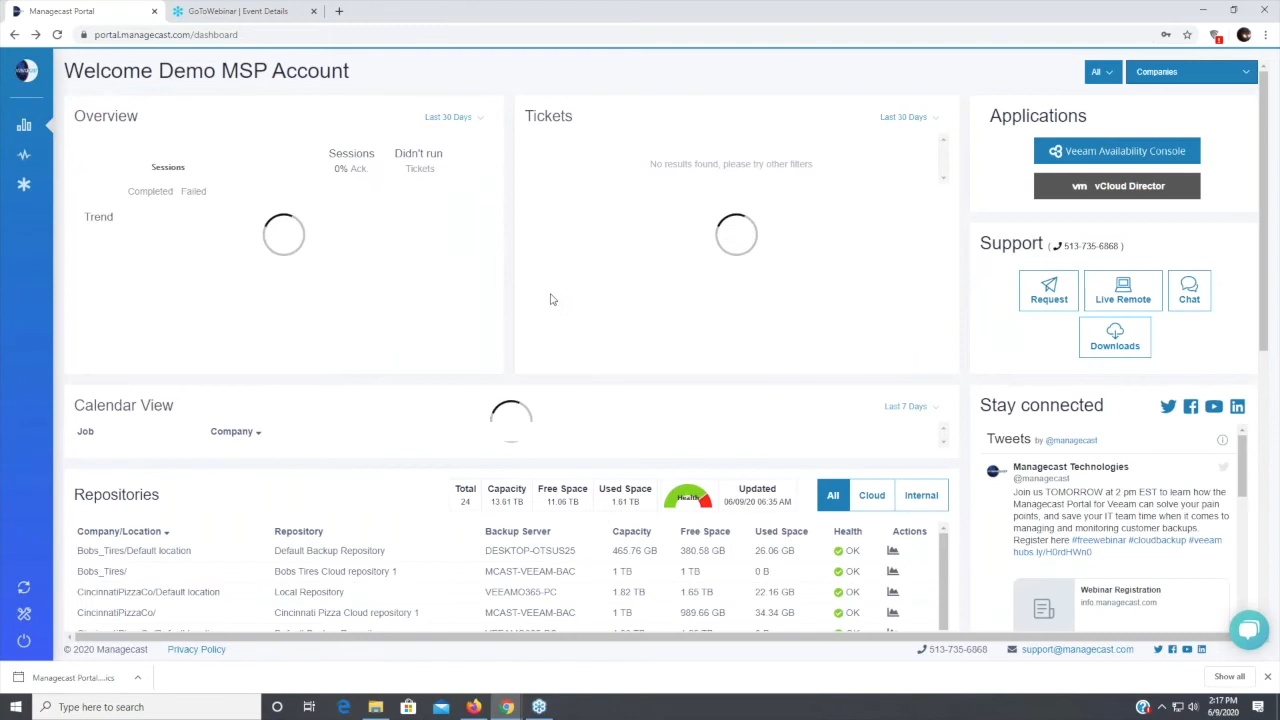 Managecast Portal
GoToWebinar | Event Details
portal.managecast.com/dashboard
Welcome Demo MSP Account
All
Companies
Overview
Last 30 Days
Sessions
Completed Failed
Sessions
0% Ack.
Didn't run
Tickets
Trend
Tickets
Last 30 Days
No results found, please try other filters
Applications
Veeam Availability Console
vm vCloud Director
Support ( 513-735-6868 )
Request
Live Remote
Chat
Downloads
Calendar View
Last 7 Days
Job Company
Stay connected
Tweets by @managecast
Managecast Technologies
@managecast
Join us TOMORROW at 2 pm EST to learn how the
Managecast Portal for Veeam can solve your pain
points, and save your IT team time when it comes to
managing and monitoring customer backups.
Register here #freewebinar #cloudbackup #veeam
hubs.ly/H0rdHWn0
Webinar Registration
info.managecast.com
Repositories
Total Capacity Free Space Used Space Health Updated
24 13.61 TB 11.06 TB 1.61 TB 06/09/20 06:35 AM
All Cloud Internal
Company/Location Repository Backup Server Capacity Free Space Used Space Health Actions
Bobs_Tires/Default location Default Backup Repository DESKTOP-OTSUS25 465.76 GB 380.58 GB 26.06 GB OK
Bobs_Tires/ Bobs Tires Cloud repository 1 MCAST-VEEAM-BAC 1 TB 1 TB 0 B OK
CincinnatiPizzaCo/Default location Local Repository VEEAMO365-PC 1.82 TB 1.65 TB 22.16 GB OK
CincinnatiPizzaCo/ Cincinnati Pizza Cloud repository 1 MCAST-VEEAM-BAC 1 TB 989.66 GB 34.34 GB OK
© 2020 Managecast Privacy Policy
513-735-6868 support@managecast.com
Managecast Portal....ics
Show all
Type here to search
2:17 PM
6/9/2020